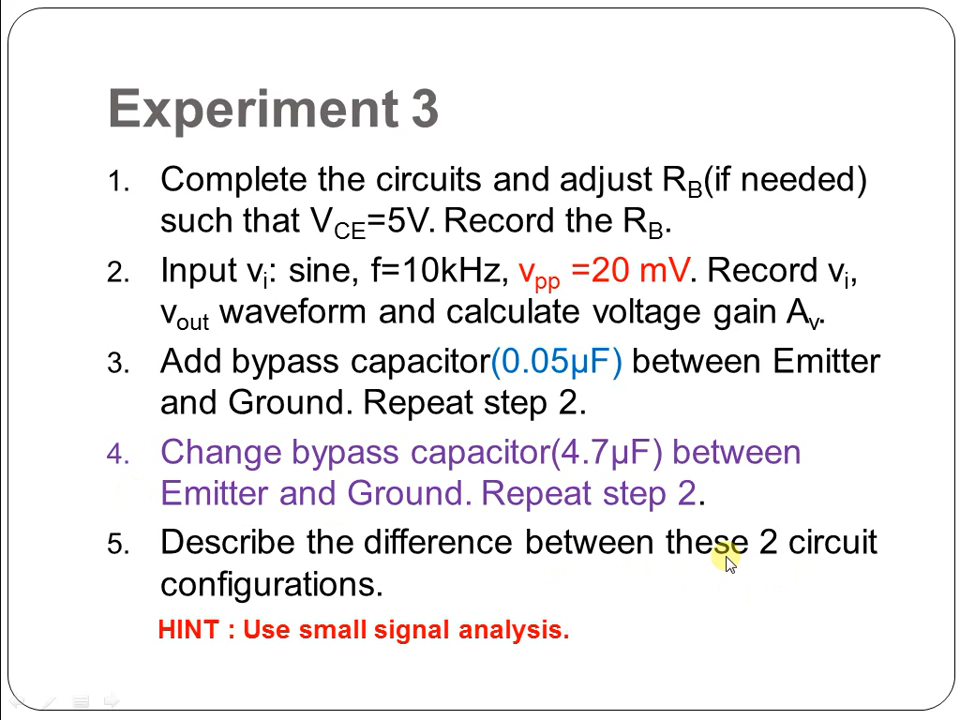 Experiment 3
1. Complete the circuits and adjust RB(if needed)
such that VCE=5V. Record the RB.
2. Input vi: sine, f=10kHz, vpp =20 mV. Record vi,
vout waveform and calculate voltage gain Av.
3. Add bypass capacitor(0.05µF) between Emitter
and Ground. Repeat step 2.
4. Change bypass capacitor(4.7µF) between
Emitter and Ground. Repeat step 2.
5. Describe the difference between these 2 circuit
configurations.
HINT : Use small signal analysis.